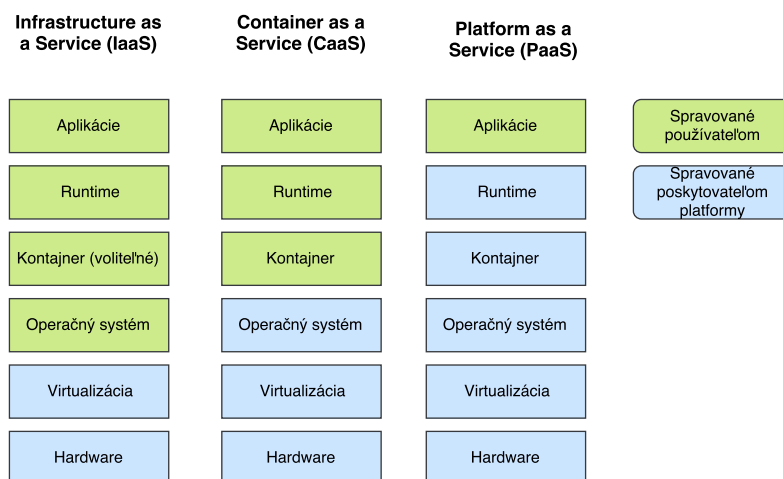 Infrastructure as
a Service (IaaS)
Container as a
Service (CaaS)
Platform as a
Service (PaaS)
Aplikácie
Aplikácie
Aplikácie
Spravované
používateľom
Runtime
Runtime
Runtime
Spravované
poskytovateľom
platformy
Kontajner (voliteľné)
Kontajner
Kontajner
Operačný systém
Operačný systém
Operačný systém
Virtualizácia
Virtualizácia
Virtualizácia
Hardware
Hardware
Hardware